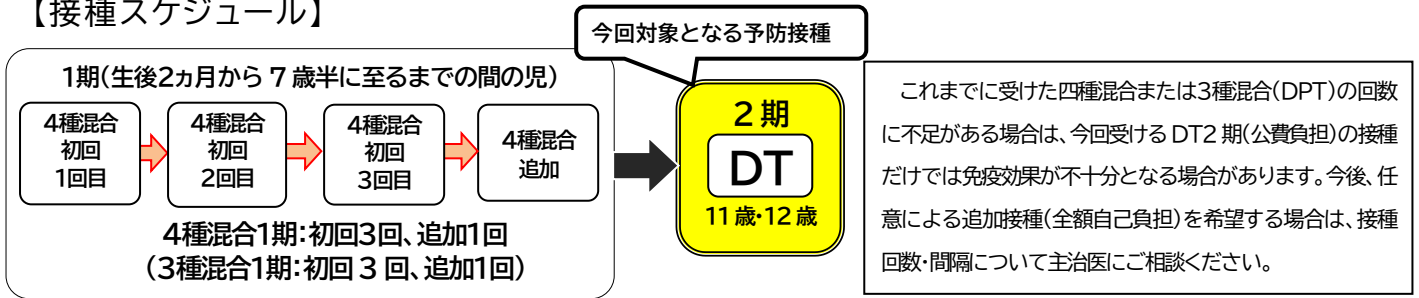 【接種スケジュール】
今回対象となる予防接種
1期(生後2ヵ月から7歳半に至るまでの間の児)
4種混合
初回
1回目
4種混合
初回
2回目
4種混合
初回
3回目
4種混合
追加
4種混合1期:初回3回、追加1回
(3種混合1期:初回3回、追加1回)
2期
DT
11歳・12歳
これまでに受けた四種混合または3種混合(DPT)の回数
に不足がある場合は、今回受けるDT2期(公費負担)の接種
だけでは免疫効果が不十分となる場合があります。今後、任
意による追加接種(全額自己負担)を希望する場合は、接種
回数・間隔について主治医にご相談ください。